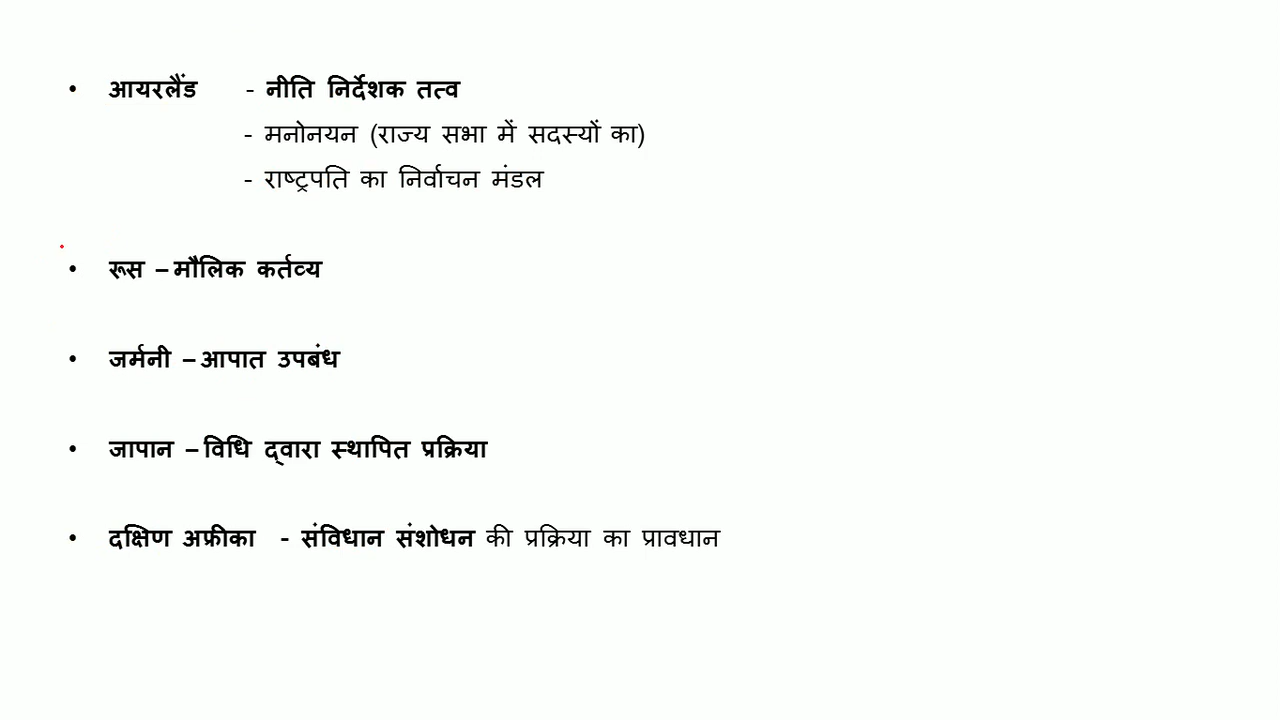 • आयरलैंड - नीति निर्देशक तत्व
- मनोनयन (राज्य सभा में सदस्यों का)
- राष्ट्रपति का निर्वाचन मंडल
• रूस – मौलिक कर्तव्य
• जर्मनी – आपात उपबंध
• जापान – विधि द्वारा स्थापित प्रक्रिया
• दक्षिण अफ्रीका - संविधान संशोधन की प्रक्रिया का प्रावधान